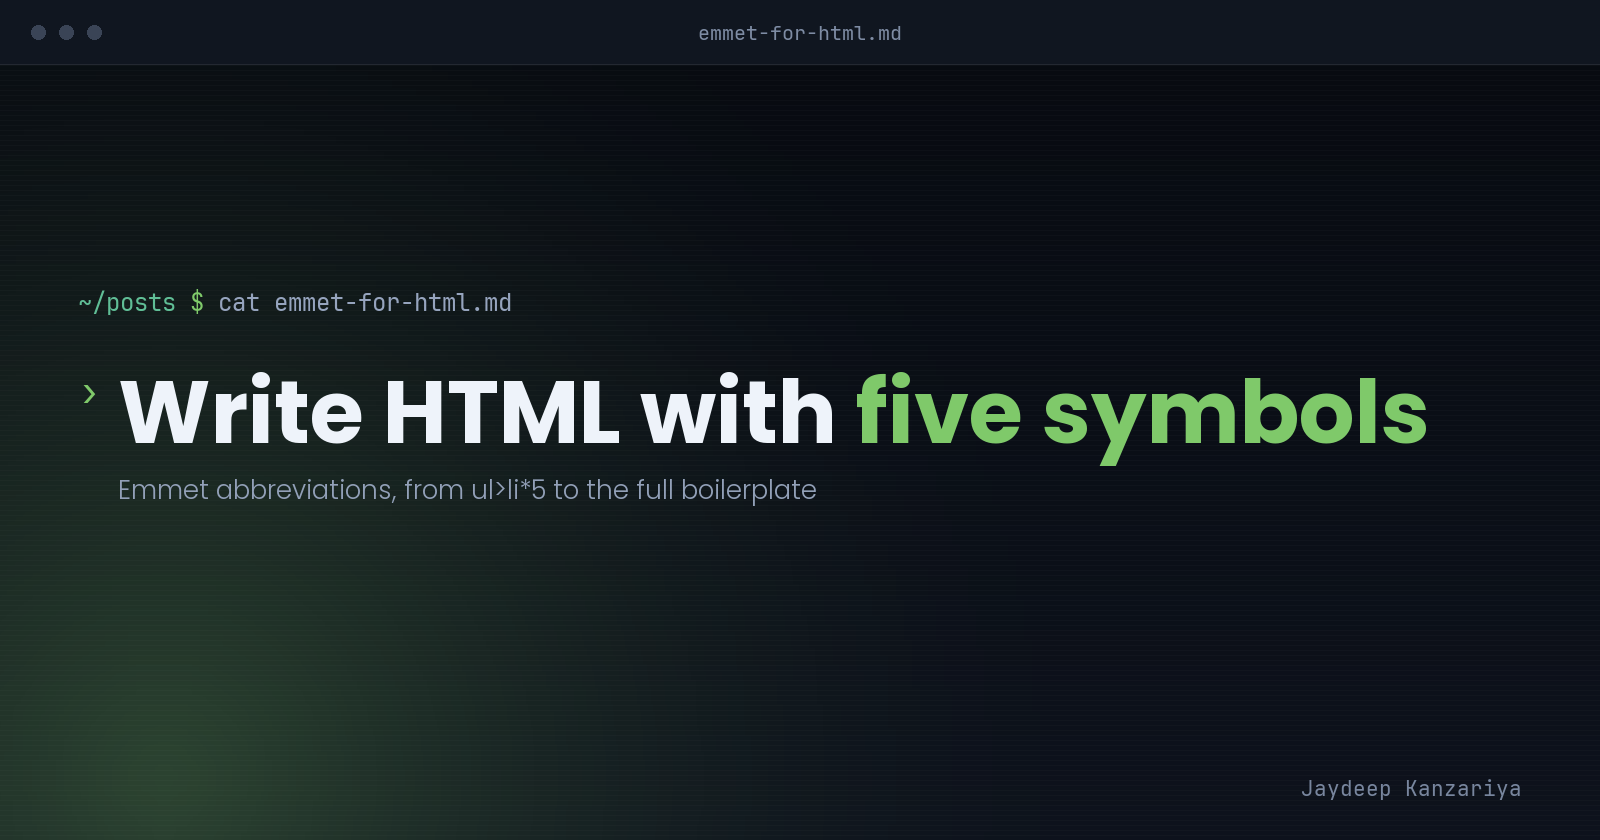 emmet-for-html.md
~/posts $ cat emmet-for-html.md
› Write HTML with five symbols
Emmet abbreviations, from ul>li*5 to the full boilerplate
Jaydeep Kanzariya